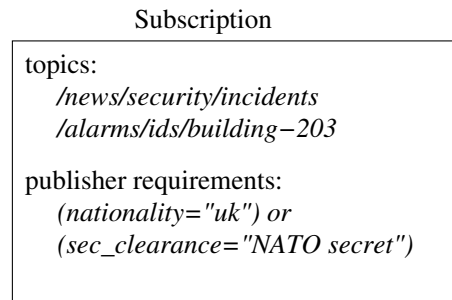 Subscription
topics:
/news/security/incidents
/alarms/ids/building−203
publisher requirements:
(nationality="uk") or
(sec_clearance="NATO secret")